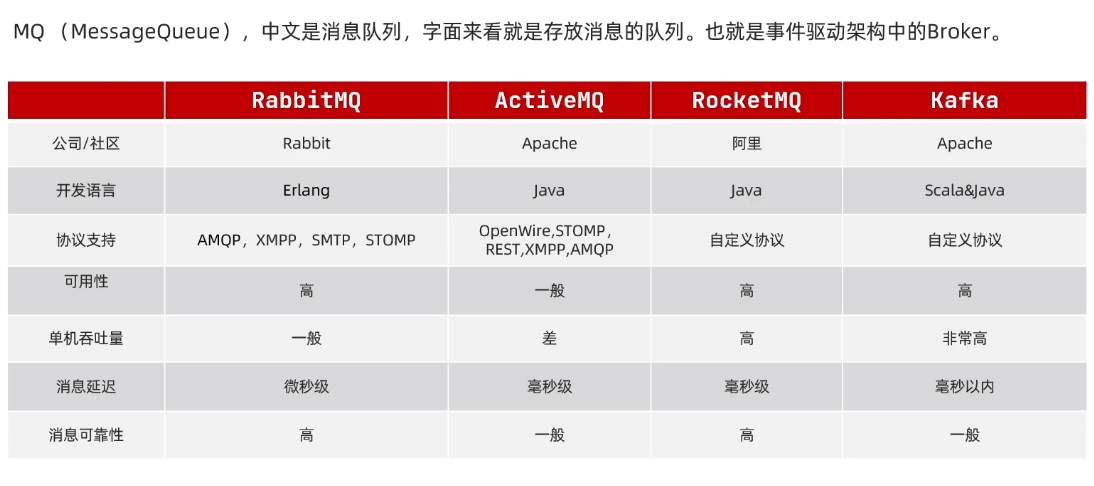 MQ （MessageQueue），中文是消息队列，字面来看就是存放消息的队列。也就是事件驱动架构中的Broker。
RabbitMQ ActiveMQ RocketMQ Kafka
公司/社区 Rabbit Apache 阿里 Apache
开发语言 Erlang Java Java Scala&Java
协议支持 AMQP，XMPP，SMTP，STOMP OpenWire,STOMP， 自定义协议 自定义协议
REST,XMPP,AMQP
可用性 高 一般 高 高
单机吞吐量 一般 差 高 非常高
消息延迟 微秒级 毫秒级 毫秒级 毫秒以内
消息可靠性 高 一般 高 一般